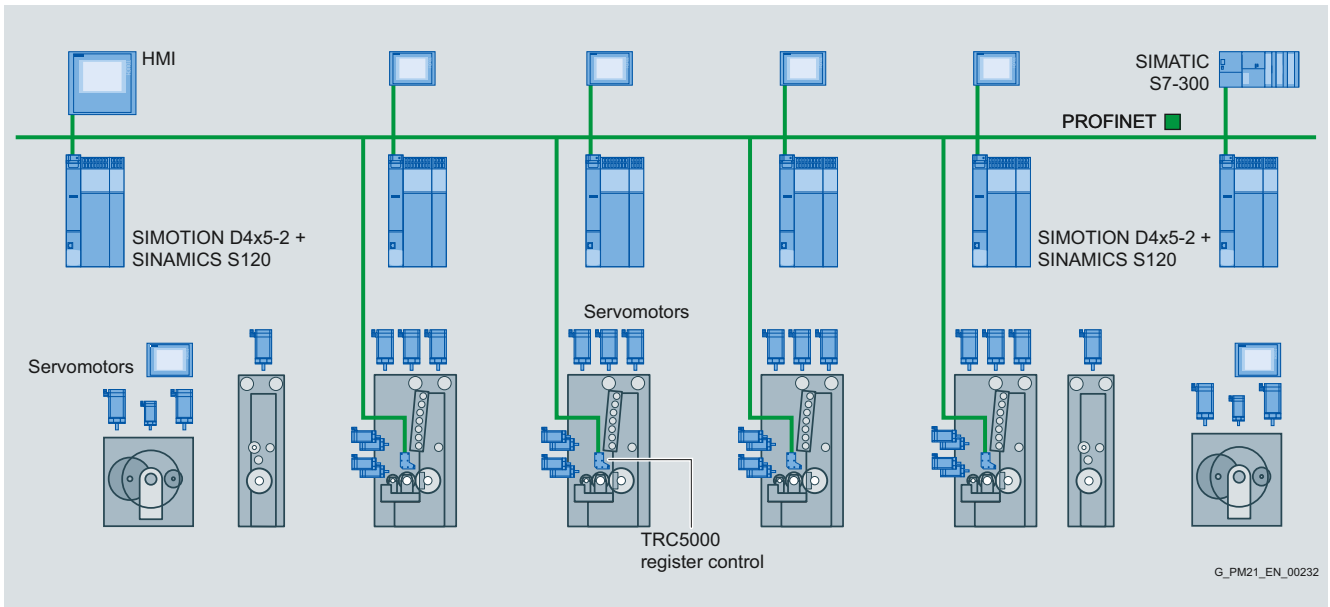 HMI
SIMATIC
S7-300
PROFINET
SIMOTION D4x5-2 +
SINAMICS S120
SIMOTION D4x5-2 +
SINAMICS S120
Servomotors
Servomotors
TRC5000
register control
G_PM21_EN_00232